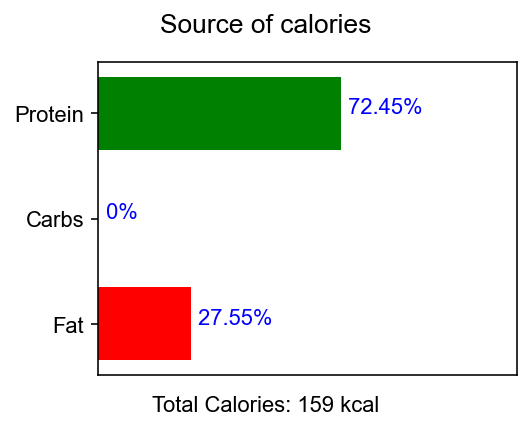 Source of calories
Protein
72.45%
Carbs
0%
Fat
27.55%
Total Calories: 159 kcal